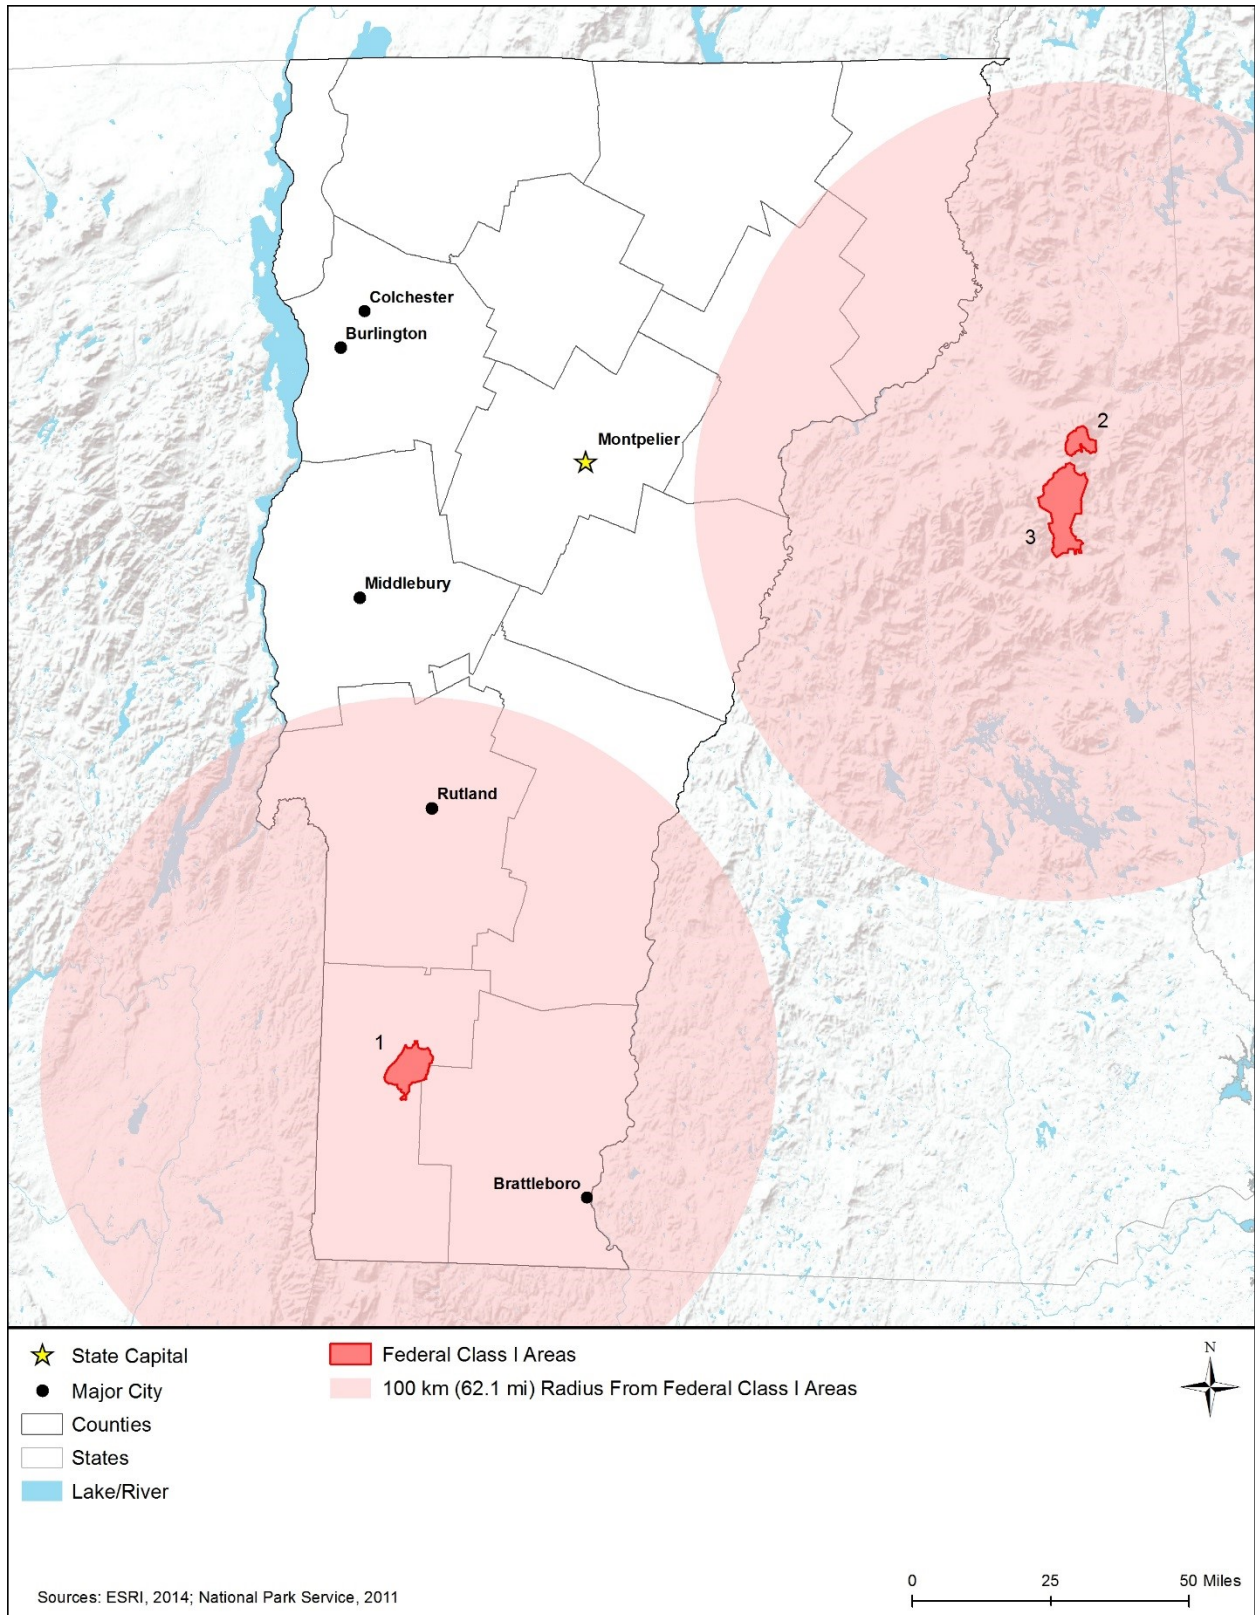 Colchester
Burlington
2
Montpelier
3
Middlebury
Rutland
1
Brattleboro
State Capital
Major City
Counties
States
Lake/River
Federal Class I Areas
100 km (62.1 mi) Radius From Federal Class I Areas
N
Sources: ESRI, 2014; National Park Service, 2011
0 25 50 Miles